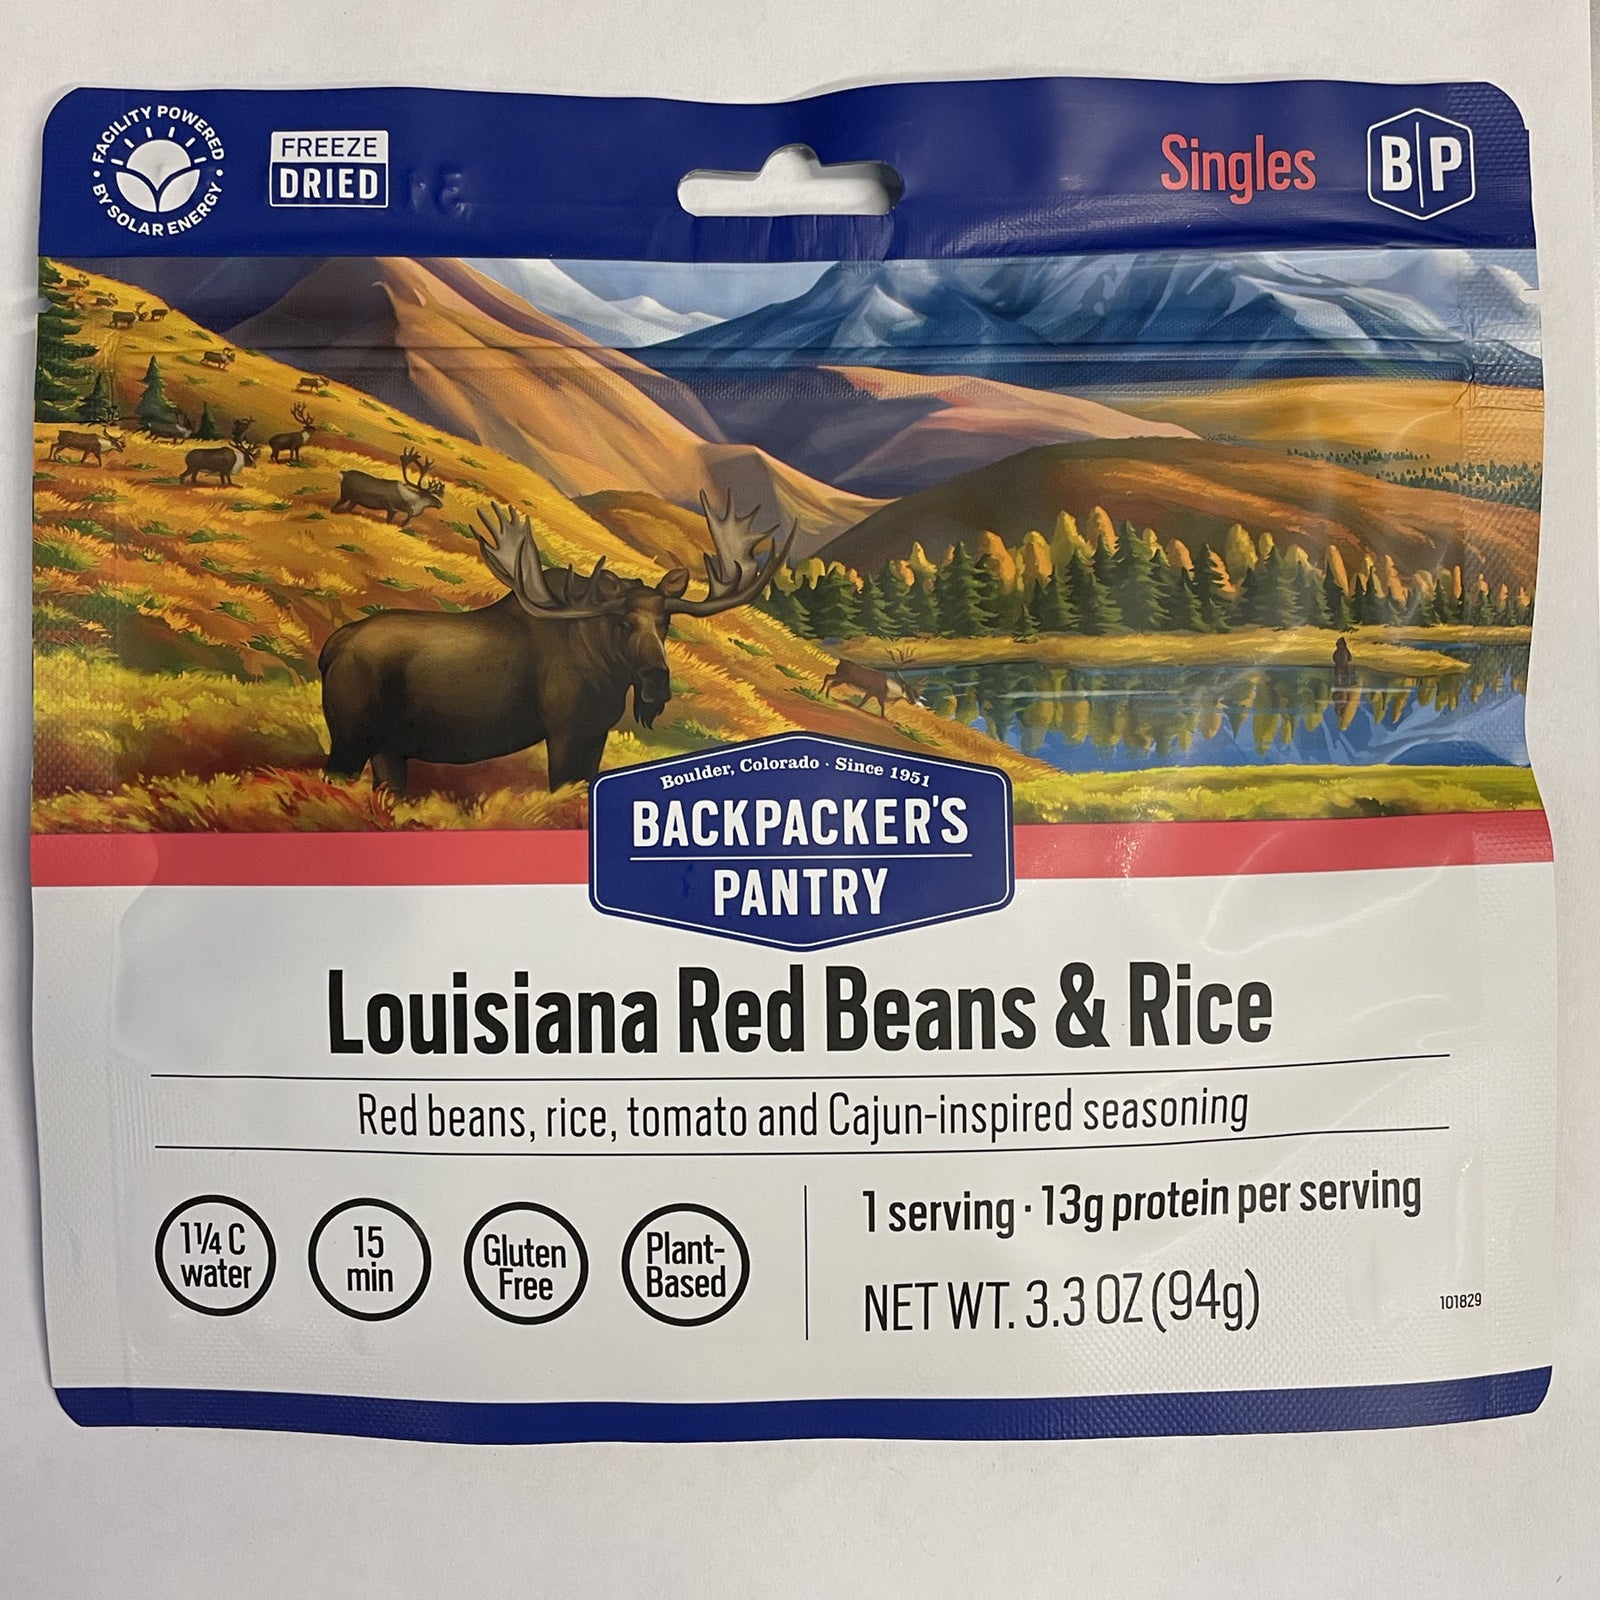 FACILITY POWERED
• BY SOLAR ENERGY •
FREEZE
DRIED
Singles
B|P
Boulder, Colorado · Since 1951
BACKPACKER'S
PANTRY
Louisiana Red Beans & Rice
Red beans, rice, tomato and Cajun-inspired seasoning
1¼ C
water
15
min
Gluten
Free
Plant-
Based
1 serving · 13g protein per serving
NET WT. 3.3 OZ (94g)
101829